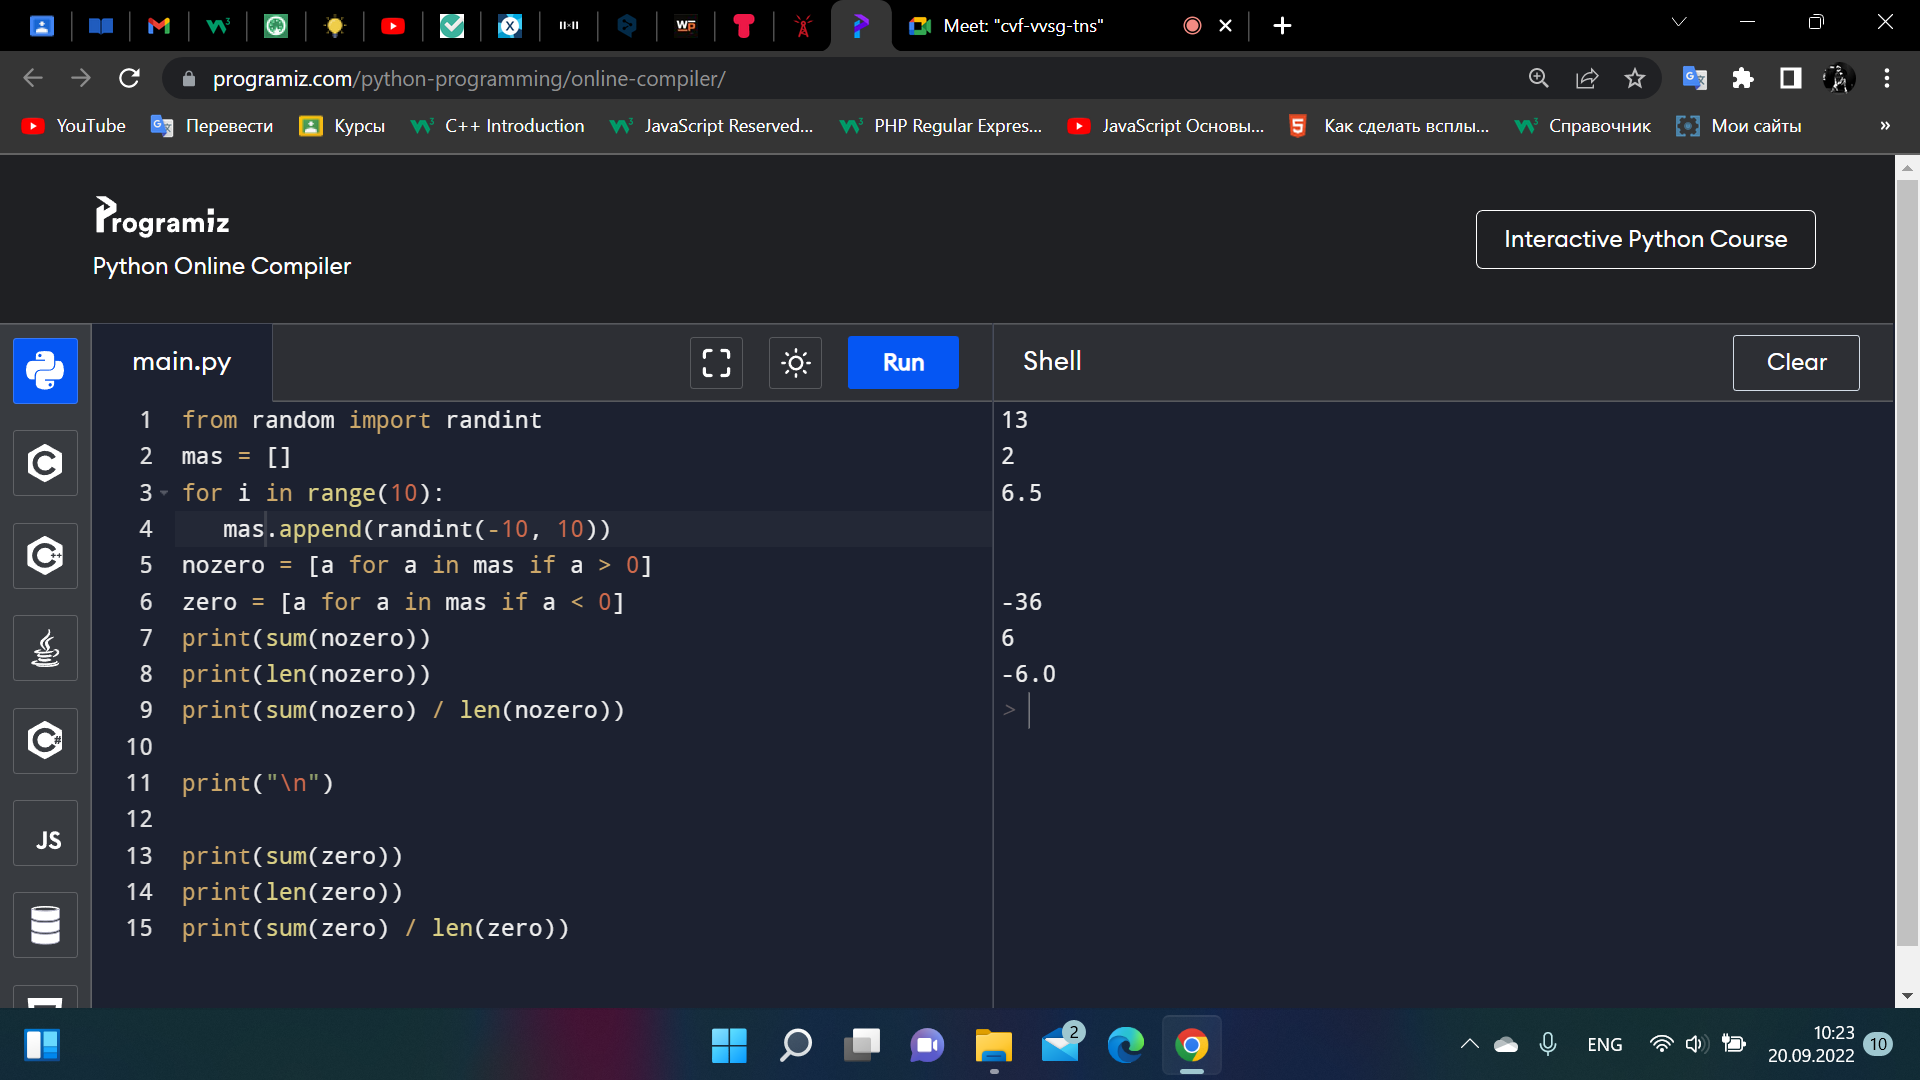 Meet: "cvf-vvsg-tns"
programiz.com/python-programming/online-compiler/
YouTube Перевести Курсы C++ Introduction JavaScript Reserved... PHP Regular Expres... JavaScript Основы... Как сделать всплы... Справочник Мои сайты »
Programiz
Python Online Compiler
Interactive Python Course
main.py
Run
Shell
Clear
1 from random import randint
2 mas = []
3 for i in range(10):
4 mas.append(randint(-10, 10))
5 nozero = [a for a in mas if a > 0]
6 zero = [a for a in mas if a < 0]
7 print(sum(nozero))
8 print(len(nozero))
9 print(sum(nozero) / len(nozero))
10
11 print("\n")
12
13 print(sum(zero))
14 print(len(zero))
15 print(sum(zero) / len(zero))
13
2
6.5
-36
6
-6.0
>
JS
2
ENG
10:23
20.09.2022
10